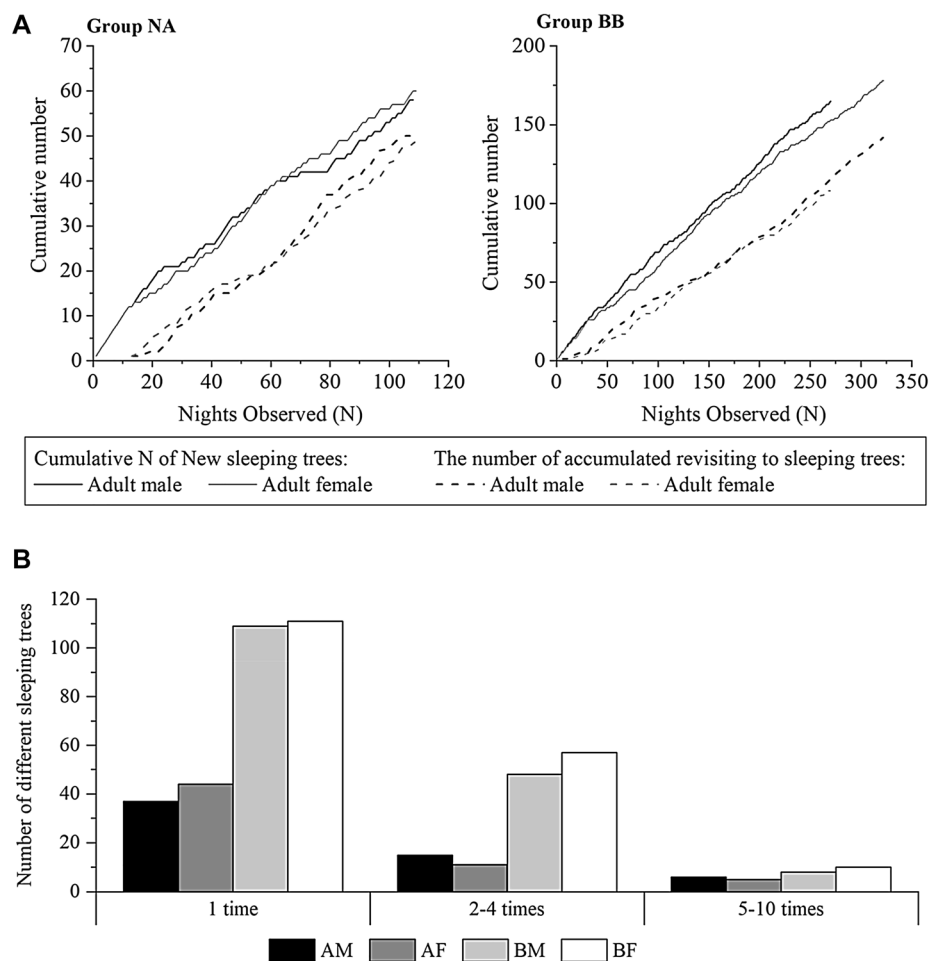 A
Group NA
Group BB
70
60
50
40
30
20
10
0
Cumulative number
0 20 40 60 80 100 120
Nights Observed (N)
200
150
100
50
0
Cumulative number
0 50 100 150 200 250 300 350
Nights Observed (N)
Cumulative N of New sleeping trees:
Adult male Adult female
The number of accumulated revisiting to sleeping trees:
Adult male Adult female
B
120
100
80
60
40
20
0
Number of different sleeping trees
1 time 2-4 times 5-10 times
AM AF BM BF